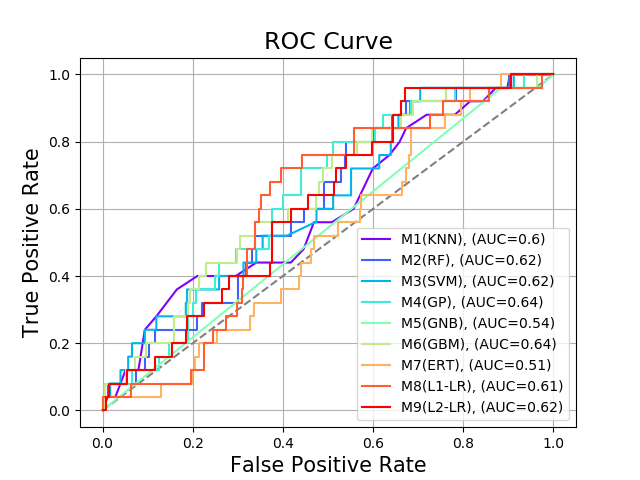 ROC Curve
True Positive Rate
1.0
0.8
0.6
0.4
0.2
0.0
M1(KNN), (AUC=0.6)
M2(RF), (AUC=0.62)
M3(SVM), (AUC=0.62)
M4(GP), (AUC=0.64)
M5(GNB), (AUC=0.54)
M6(GBM), (AUC=0.64)
M7(ERT), (AUC=0.51)
M8(L1-LR), (AUC=0.61)
M9(L2-LR), (AUC=0.62)
0.0 0.2 0.4 0.6 0.8 1.0
False Positive Rate